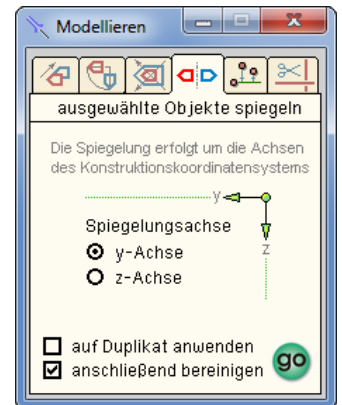 Modellieren
ausgewählte Objekte spiegeln
Die Spiegelung erfolgt um die Achsen
des Konstruktionskoordinatensystems
y
Spiegelungsachse
z
y-Achse
z-Achse
auf Duplikat anwenden
anschließend bereinigen
go